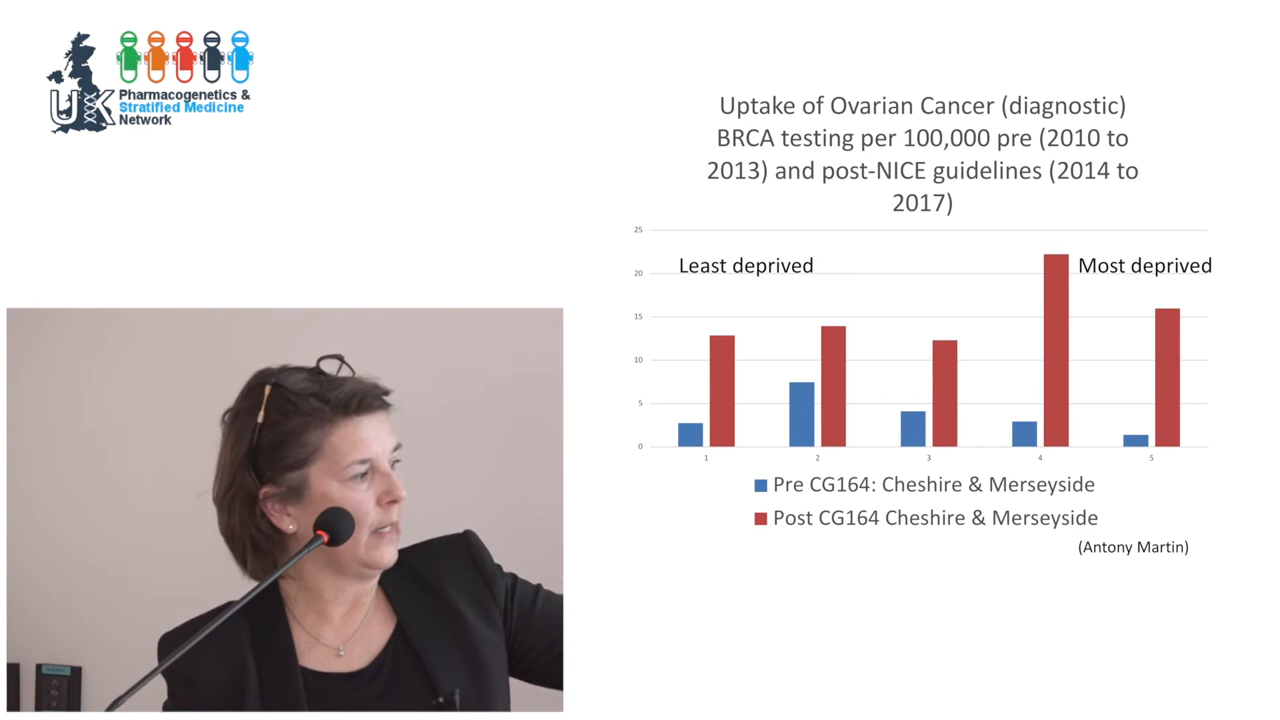 UK
Pharmacogenetics &
Stratified Medicine
Network
Uptake of Ovarian Cancer (diagnostic)
BRCA testing per 100,000 pre (2010 to
2013) and post-NICE guidelines (2014 to
2017)
25
20
15
10
5
0
Least deprived
Most deprived
1 2 3 4 5
Pre CG164: Cheshire & Merseyside
Post CG164 Cheshire & Merseyside
(Antony Martin)